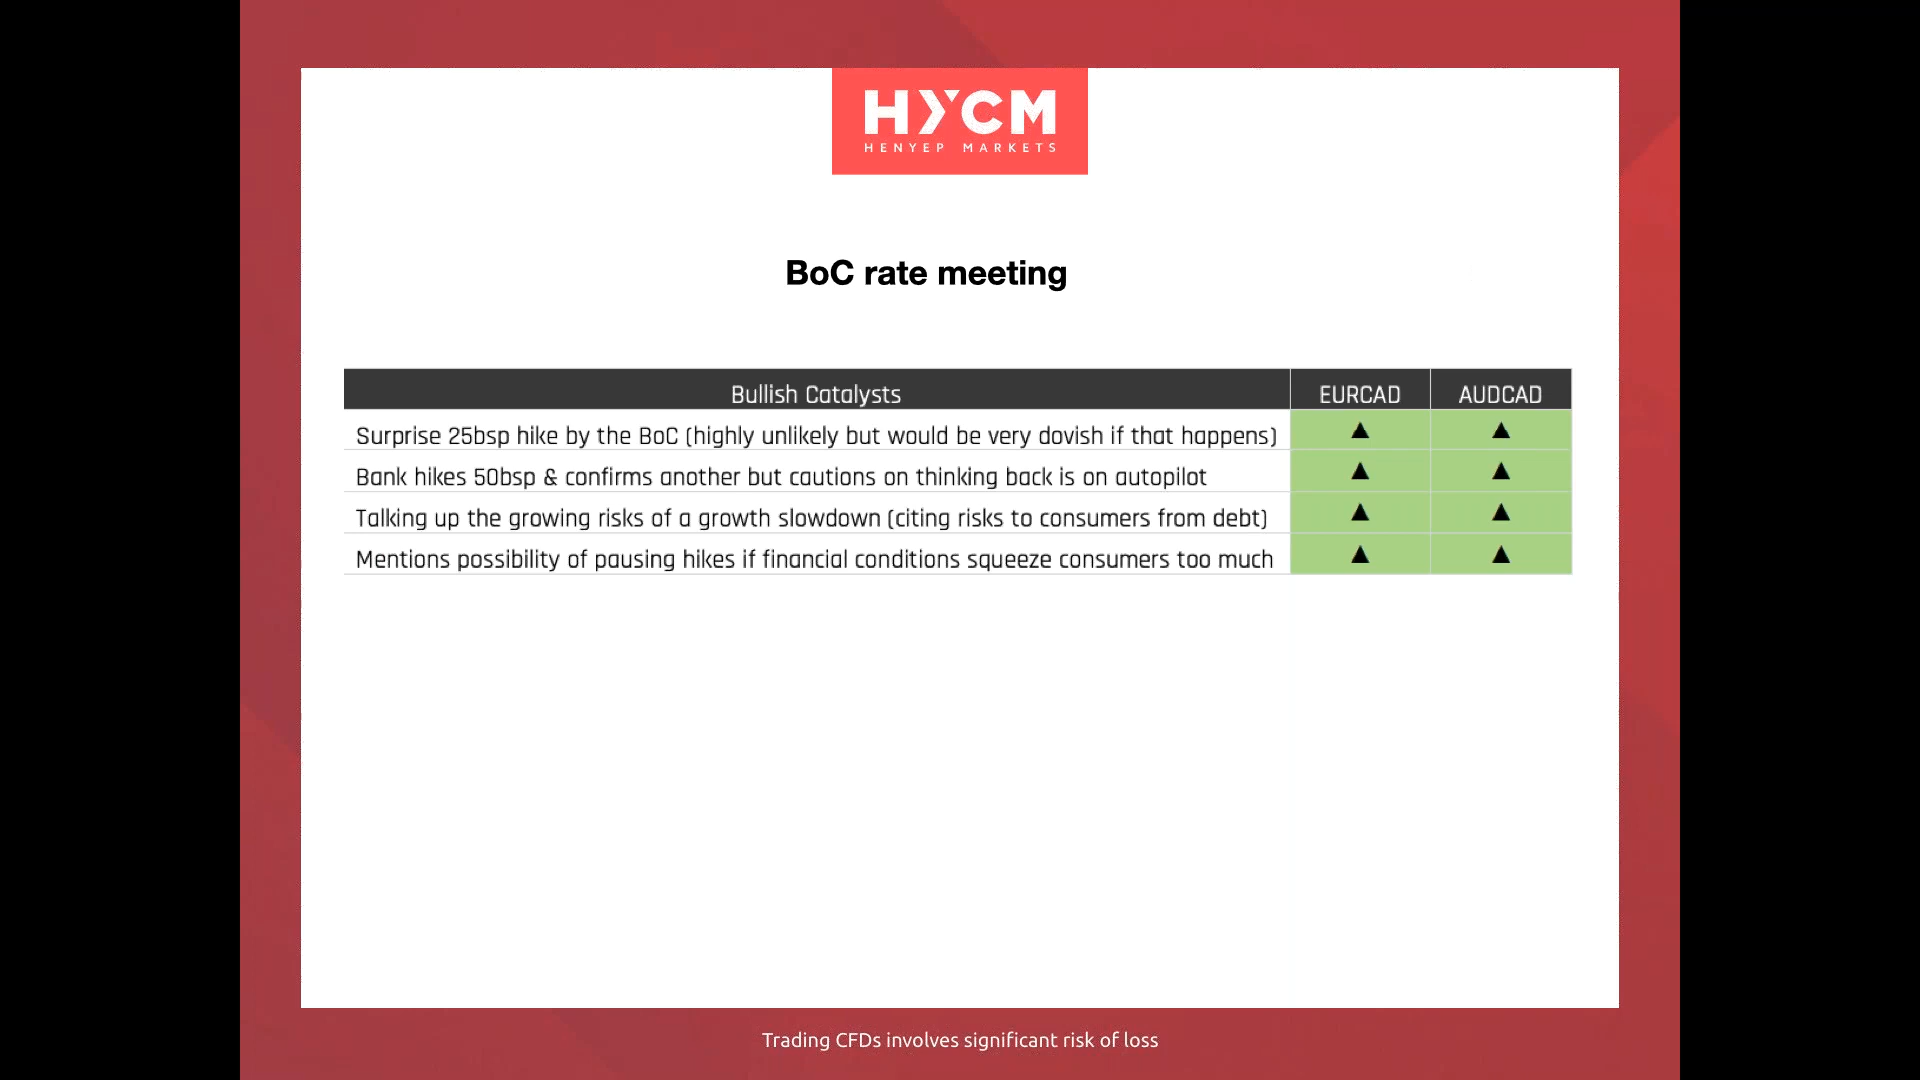 HYCM
HENYEP MARKETS
BoC rate meeting
Bullish Catalysts EURCAD AUDCAD
Surprise 25bsp hike by the BoC (highly unlikely but would be very dovish if that happens) ▲ ▲
Bank hikes 50bsp & confirms another but cautions on thinking back is on autopilot ▲ ▲
Talking up the growing risks of a growth slowdown (citing risks to consumers from debt) ▲ ▲
Mentions possibility of pausing hikes if financial conditions squeeze consumers too much ▲ ▲
Trading CFDs involves significant risk of loss